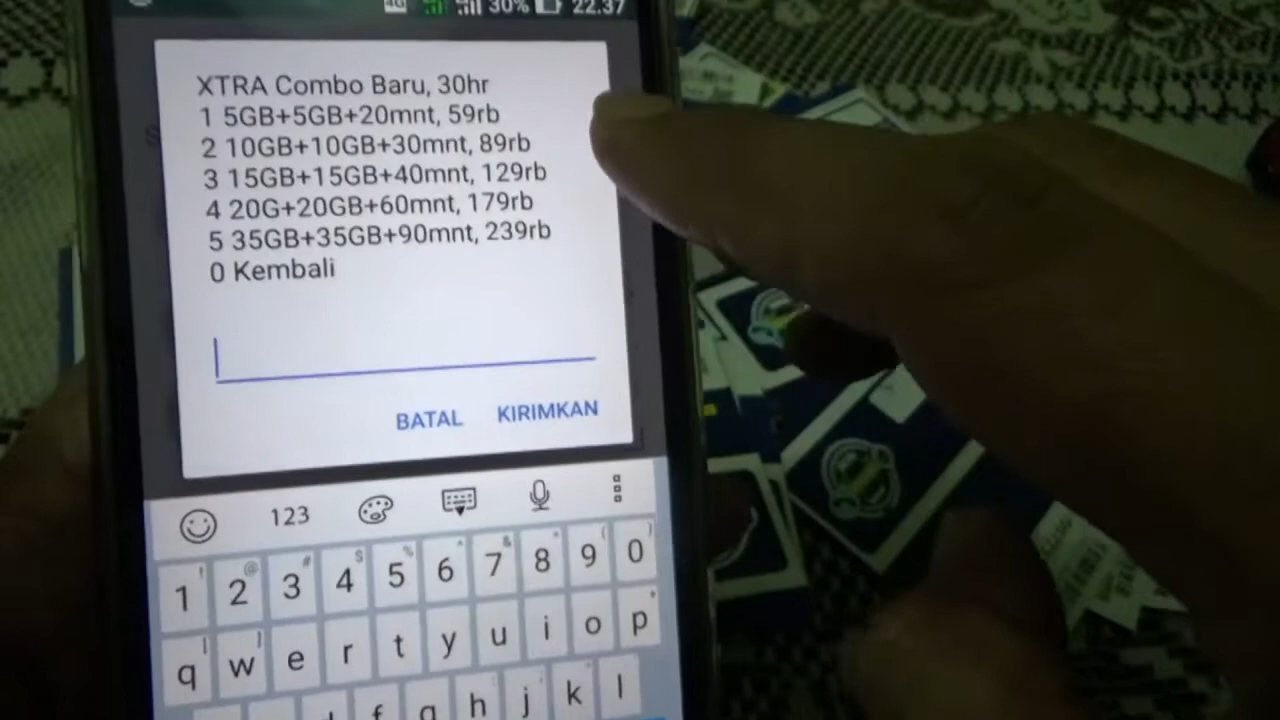 4G 30% 22.37
XTRA Combo Baru, 30hr
1 5GB+5GB+20mnt, 59rb
2 10GB+10GB+30mnt, 89rb
3 15GB+15GB+40mnt, 129rb
4 20G+20GB+60mnt, 179rb
5 35GB+35GB+90mnt, 239rb
0 Kembali
BATAL KIRIMKAN
123
1 2 3 4 5 6 7 8 9 0
q w e r t y u i o p
f g h j k l